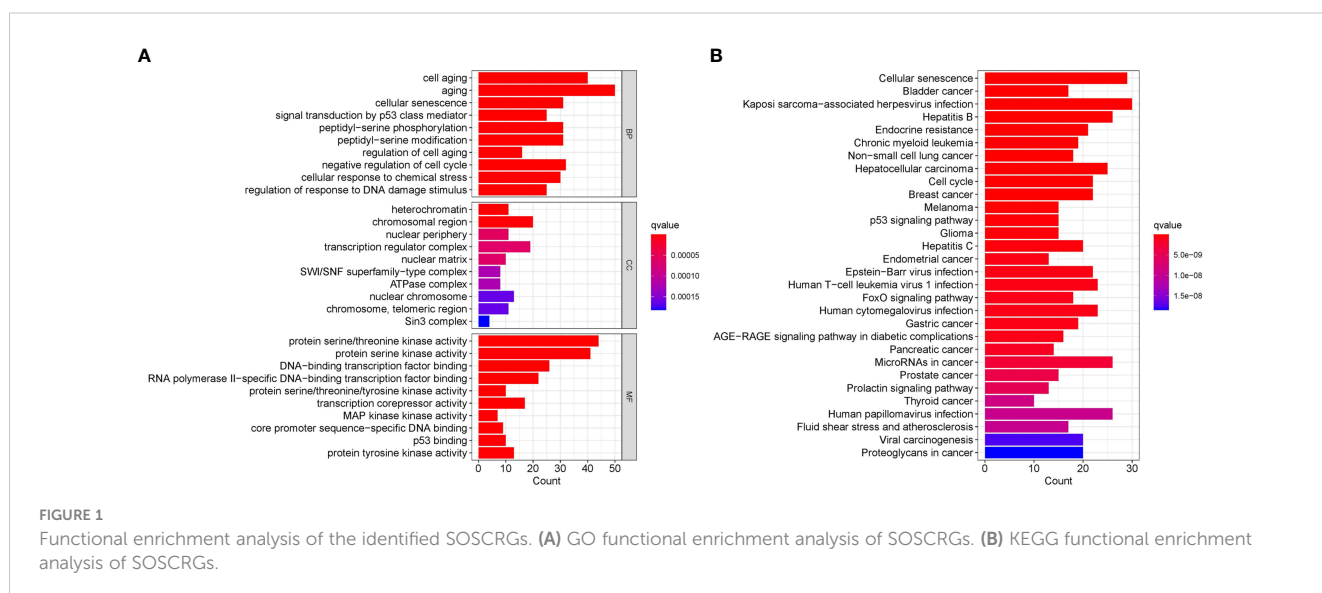 A
cell aging
aging
cellular senescence
signal transduction by p53 class mediator
peptidyl-serine phosphorylation
peptidyl-serine modification
regulation of cell aging
negative regulation of cell cycle
cellular response to chemical stress
regulation of response to DNA damage stimulus
BP
heterochromatin
chromosomal region
nuclear periphery
transcription regulator complex
nuclear matrix
SWI/SNF superfamily-type complex
ATPase complex
nuclear chromosome
chromosome, telomeric region
Sin3 complex
CC
protein serine/threonine kinase activity
protein serine kinase activity
DNA-binding transcription factor binding
RNA polymerase II-specific DNA-binding transcription factor binding
protein serine/threonine/tyrosine kinase activity
transcription corepressor activity
MAP kinase kinase activity
core promoter sequence-specific DNA binding
p53 binding
protein tyrosine kinase activity
MF
0 10 20 30 40 50
Count
qvalue
0.00005
0.00010
0.00015
B
Cellular senescence
Bladder cancer
Kaposi sarcoma-associated herpesvirus infection
Hepatitis B
Endocrine resistance
Chronic myeloid leukemia
Non-small cell lung cancer
Hepatocellular carcinoma
Cell cycle
Breast cancer
Melanoma
p53 signaling pathway
Glioma
Hepatitis C
Endometrial cancer
Epstein-Barr virus infection
Human T-cell leukemia virus 1 infection
FoxO signaling pathway
Human cytomegalovirus infection
Gastric cancer
AGE-RAGE signaling pathway in diabetic complications
Pancreatic cancer
MicroRNAs in cancer
Prostate cancer
Prolactin signaling pathway
Thyroid cancer
Human papillomavirus infection
Fluid shear stress and atherosclerosis
Viral carcinogenesis
Proteoglycans in cancer
0 10 20 30
Count
qvalue
5.0e-09
1.0e-08
1.5e-08
FIGURE 1
Functional enrichment analysis of the identified SOSCRGs. (A) GO functional enrichment analysis of SOSCRGs. (B) KEGG functional enrichment
analysis of SOSCRGs.